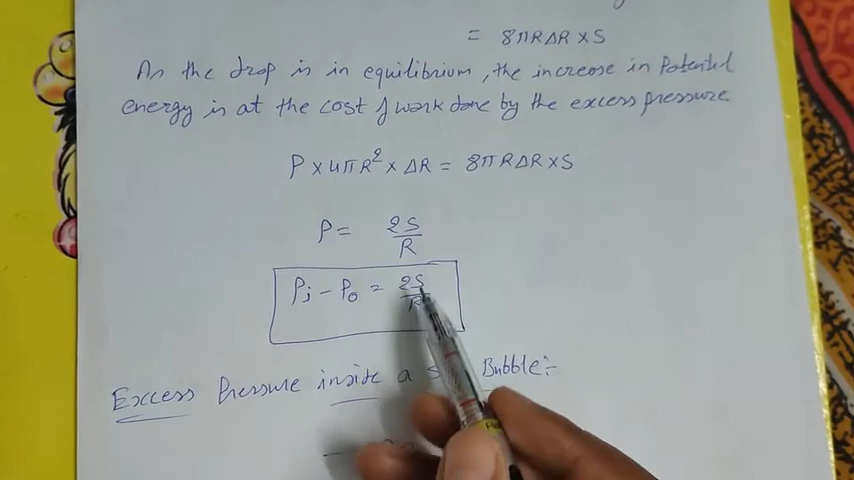 = 8πRΔR × S
As the drop is in equilibrium, the increase in Potential
energy is at the cost of work done by the excess pressure
P × 4πR² × ΔR = 8πRΔR × S
P = 2S/R
Pi - Po = 2S/R
Excess Pressure inside a Bubble:-